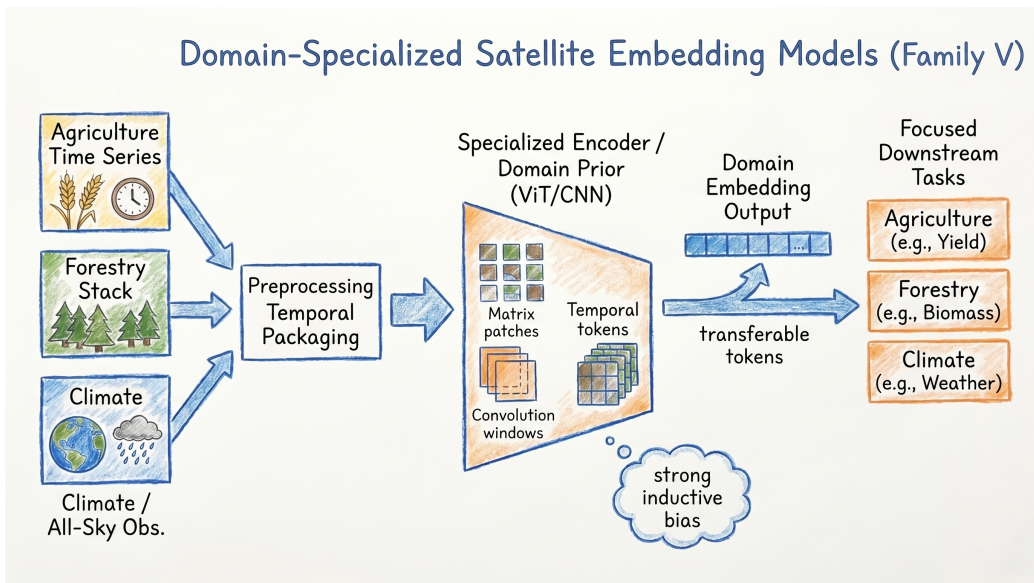 Domain-Specialized Satellite Embedding Models (Family V)
Agriculture
Time Series
Forestry
Stack
Climate
Climate /
All-Sky Obs.
Preprocessing
Temporal
Packaging
Specialized Encoder /
Domain Prior
(ViT/CNN)
Matrix
patches
Temporal
tokens
Convolution
windows
strong
inductive
bias
Domain
Embedding
Output
...
transferable
tokens
Focused
Downstream
Tasks
Agriculture
(e.g., Yield)
Forestry
(e.g., Biomass)
Climate
(e.g., Weather)